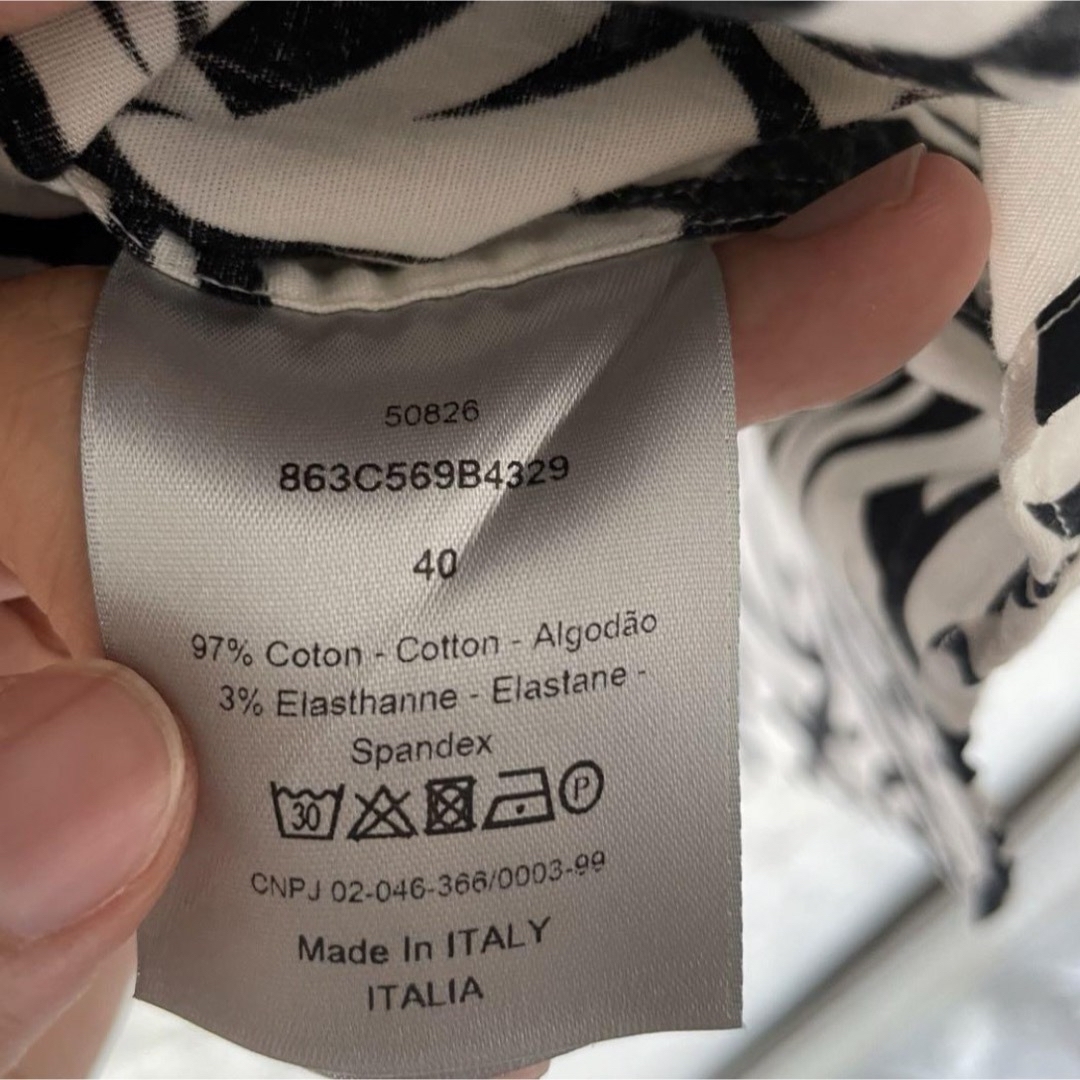 50826
863C569B4329
40
97% Coton - Cotton - Algodão
3% Elasthanne - Elastane -
Spandex
30 P
CNPJ 02-046-366/0003-99
Made In ITALY
ITALIA